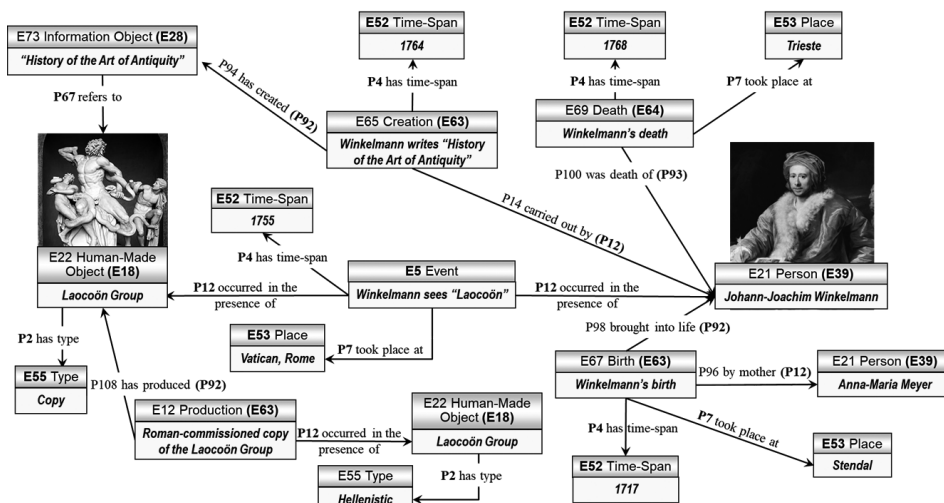 E73 Information Object (E28)
“History of the Art of Antiquity”
P67 refers to
P94 has created (P92)
E52 Time-Span
1764
P4 has time-span
E65 Creation (E63)
Winkelmann writes “History
of the Art of Antiquity”
P14 carried out by (P12)
E52 Time-Span
1768
P4 has time-span
E53 Place
Trieste
P7 took place at
E69 Death (E64)
Winkelmann’s death
P100 was death of (P93)
E52 Time-Span
1755
P4 has time-span
E22 Human-Made
Object (E18)
Laocoön Group
P12 occurred in the
presence of
E5 Event
Winkelmann sees “Laocoön”
P12 occurred in the
presence of
E21 Person (E39)
Johann-Joachim Winkelmann
P2 has type
E55 Type
Copy
P7 took place at
E53 Place
Vatican, Rome
P98 brought into life (P92)
E67 Birth (E63)
Winkelmann’s birth
P96 by mother (P12)
E21 Person (E39)
Anna-Maria Meyer
P108 has produced (P92)
E12 Production (E63)
Roman-commissioned copy
of the Laocoön Group
P12 occurred in the
presence of
E22 Human-Made
Object (E18)
Laocoön Group
P2 has type
E55 Type
Hellenistic
P4 has time-span
E52 Time-Span
1717
P7 took place at
E53 Place
Stendal